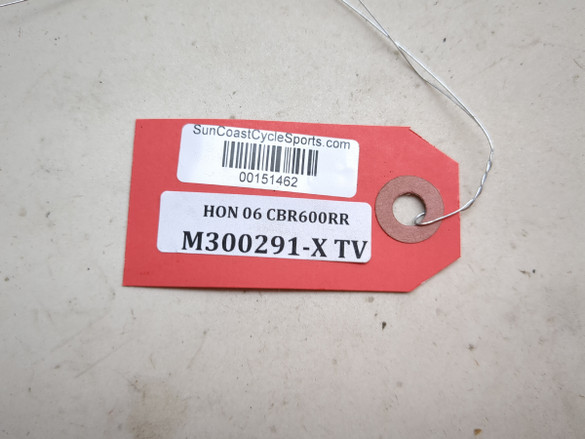 SunCoastCycleSports.com
00151462
HON 06 CBR600RR
M300291-X TV